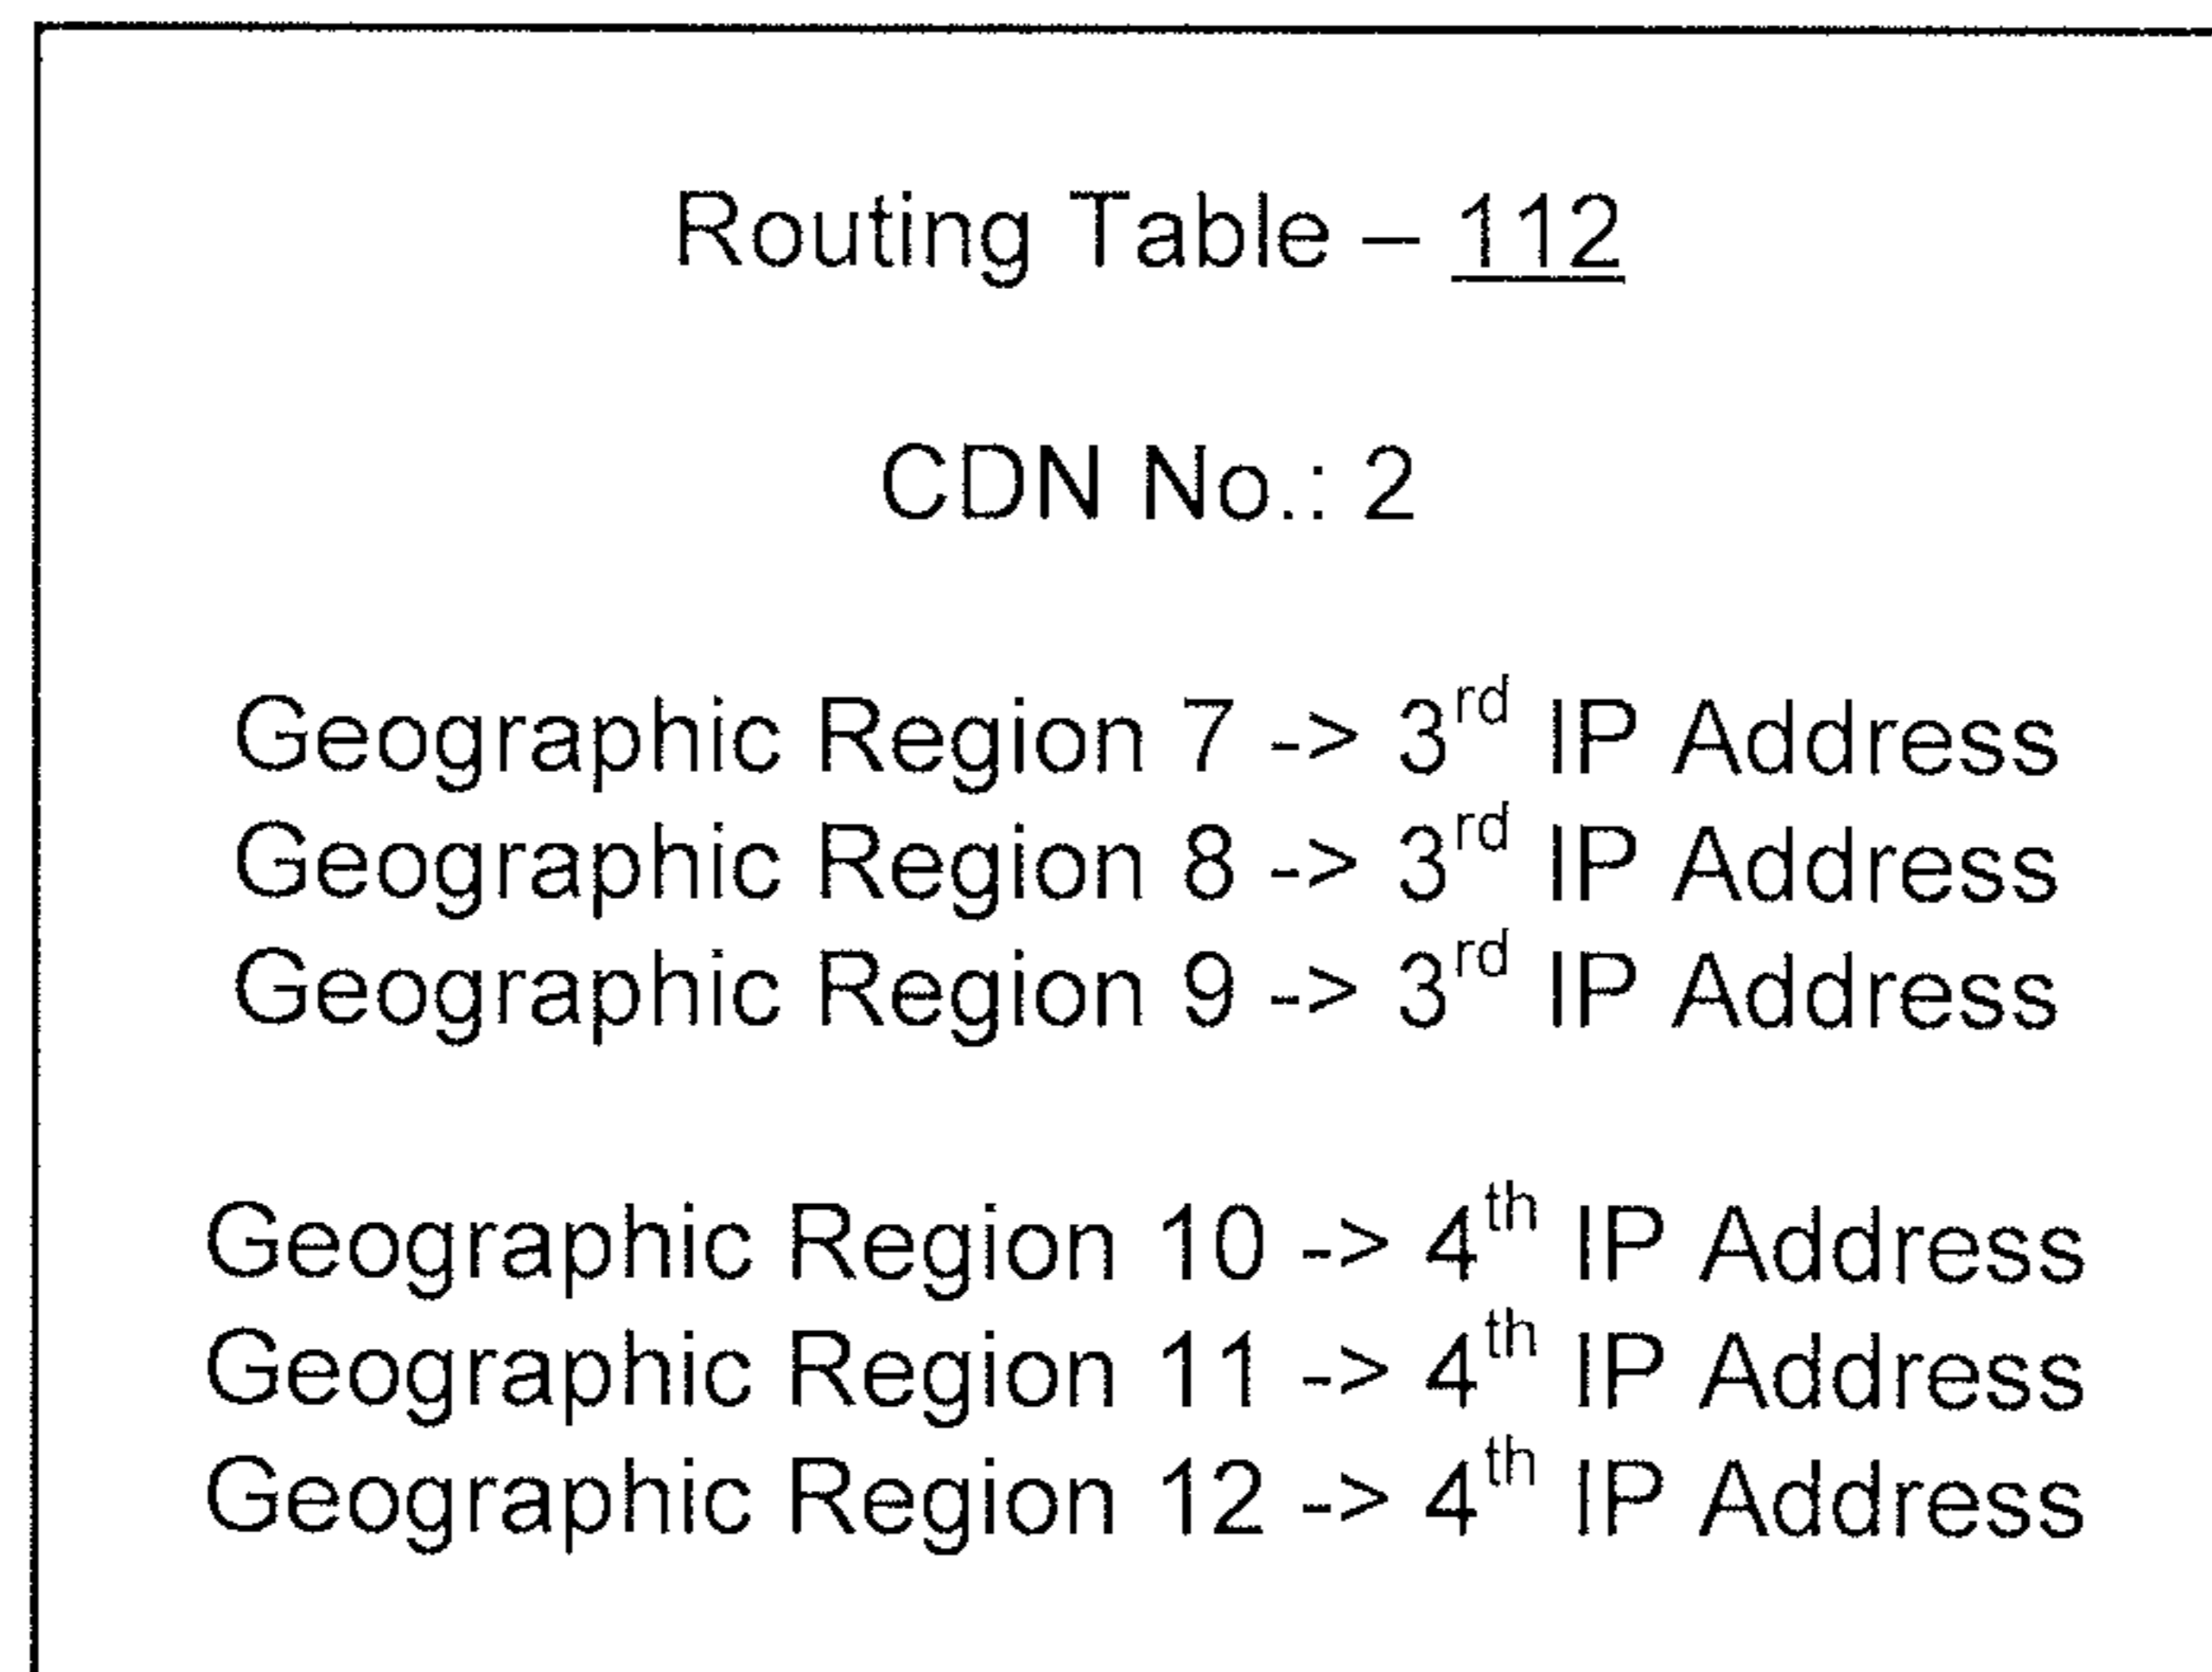 Routing Table – 112
CDN No.: 2
Geographic Region 7 -> 3rd IP Address
Geographic Region 8 -> 3rd IP Address
Geographic Region 9 -> 3rd IP Address
Geographic Region 10 -> 4th IP Address
Geographic Region 11 -> 4th IP Address
Geographic Region 12 -> 4th IP Address